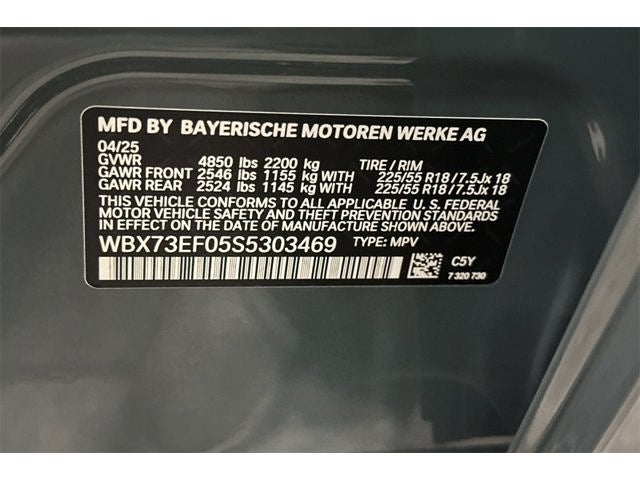 MFD BY BAYERISCHE MOTOREN WERKE AG
04/25
GVWR 4850 lbs 2200 kg TIRE / RIM
GAWR FRONT 2546 lbs 1155 kg WITH 225/55 R18 / 7.5Jx 18
GAWR REAR 2524 lbs 1145 kg WITH 225/55 R18 / 7.5Jx 18
THIS VEHICLE CONFORMS TO ALL APPLICABLE U. S. FEDERAL
MOTOR VEHICLE SAFETY AND THEFT PREVENTION STANDARDS
IN EFFECT ON THE DATE OF MANUFACTURE SHOWN ABOVE.
WBX73EF05S5303469 TYPE: MPV
C5Y
7 320 730